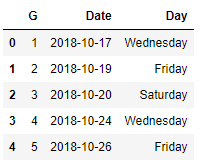 G Date Day
0 1 2018-10-17 Wednesday
1 2 2018-10-19 Friday
2 3 2018-10-20 Saturday
3 4 2018-10-24 Wednesday
4 5 2018-10-26 Friday